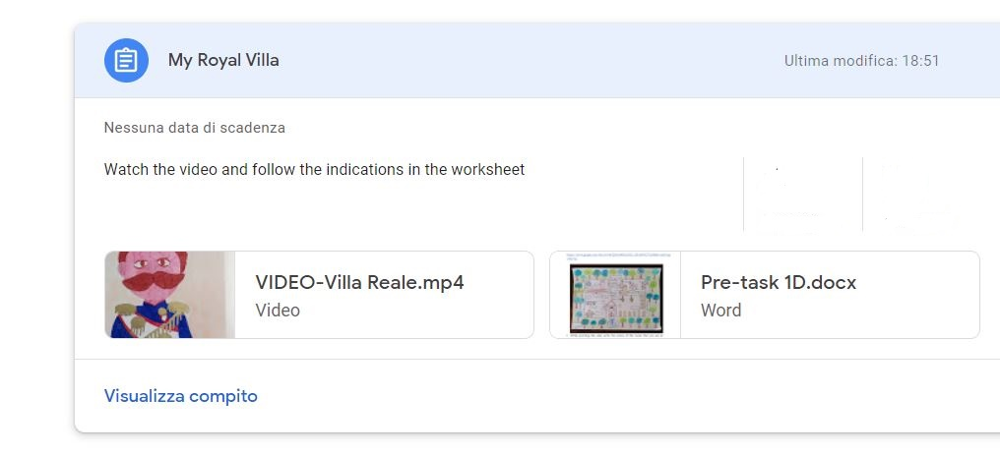 My Royal Villa
Ultima modifica: 18:51
Nessuna data di scadenza
Watch the video and follow the indications in the worksheet
VIDEO-Villa Reale.mp4
Video
Pre-task 1D.docx
Word
Visualizza compito